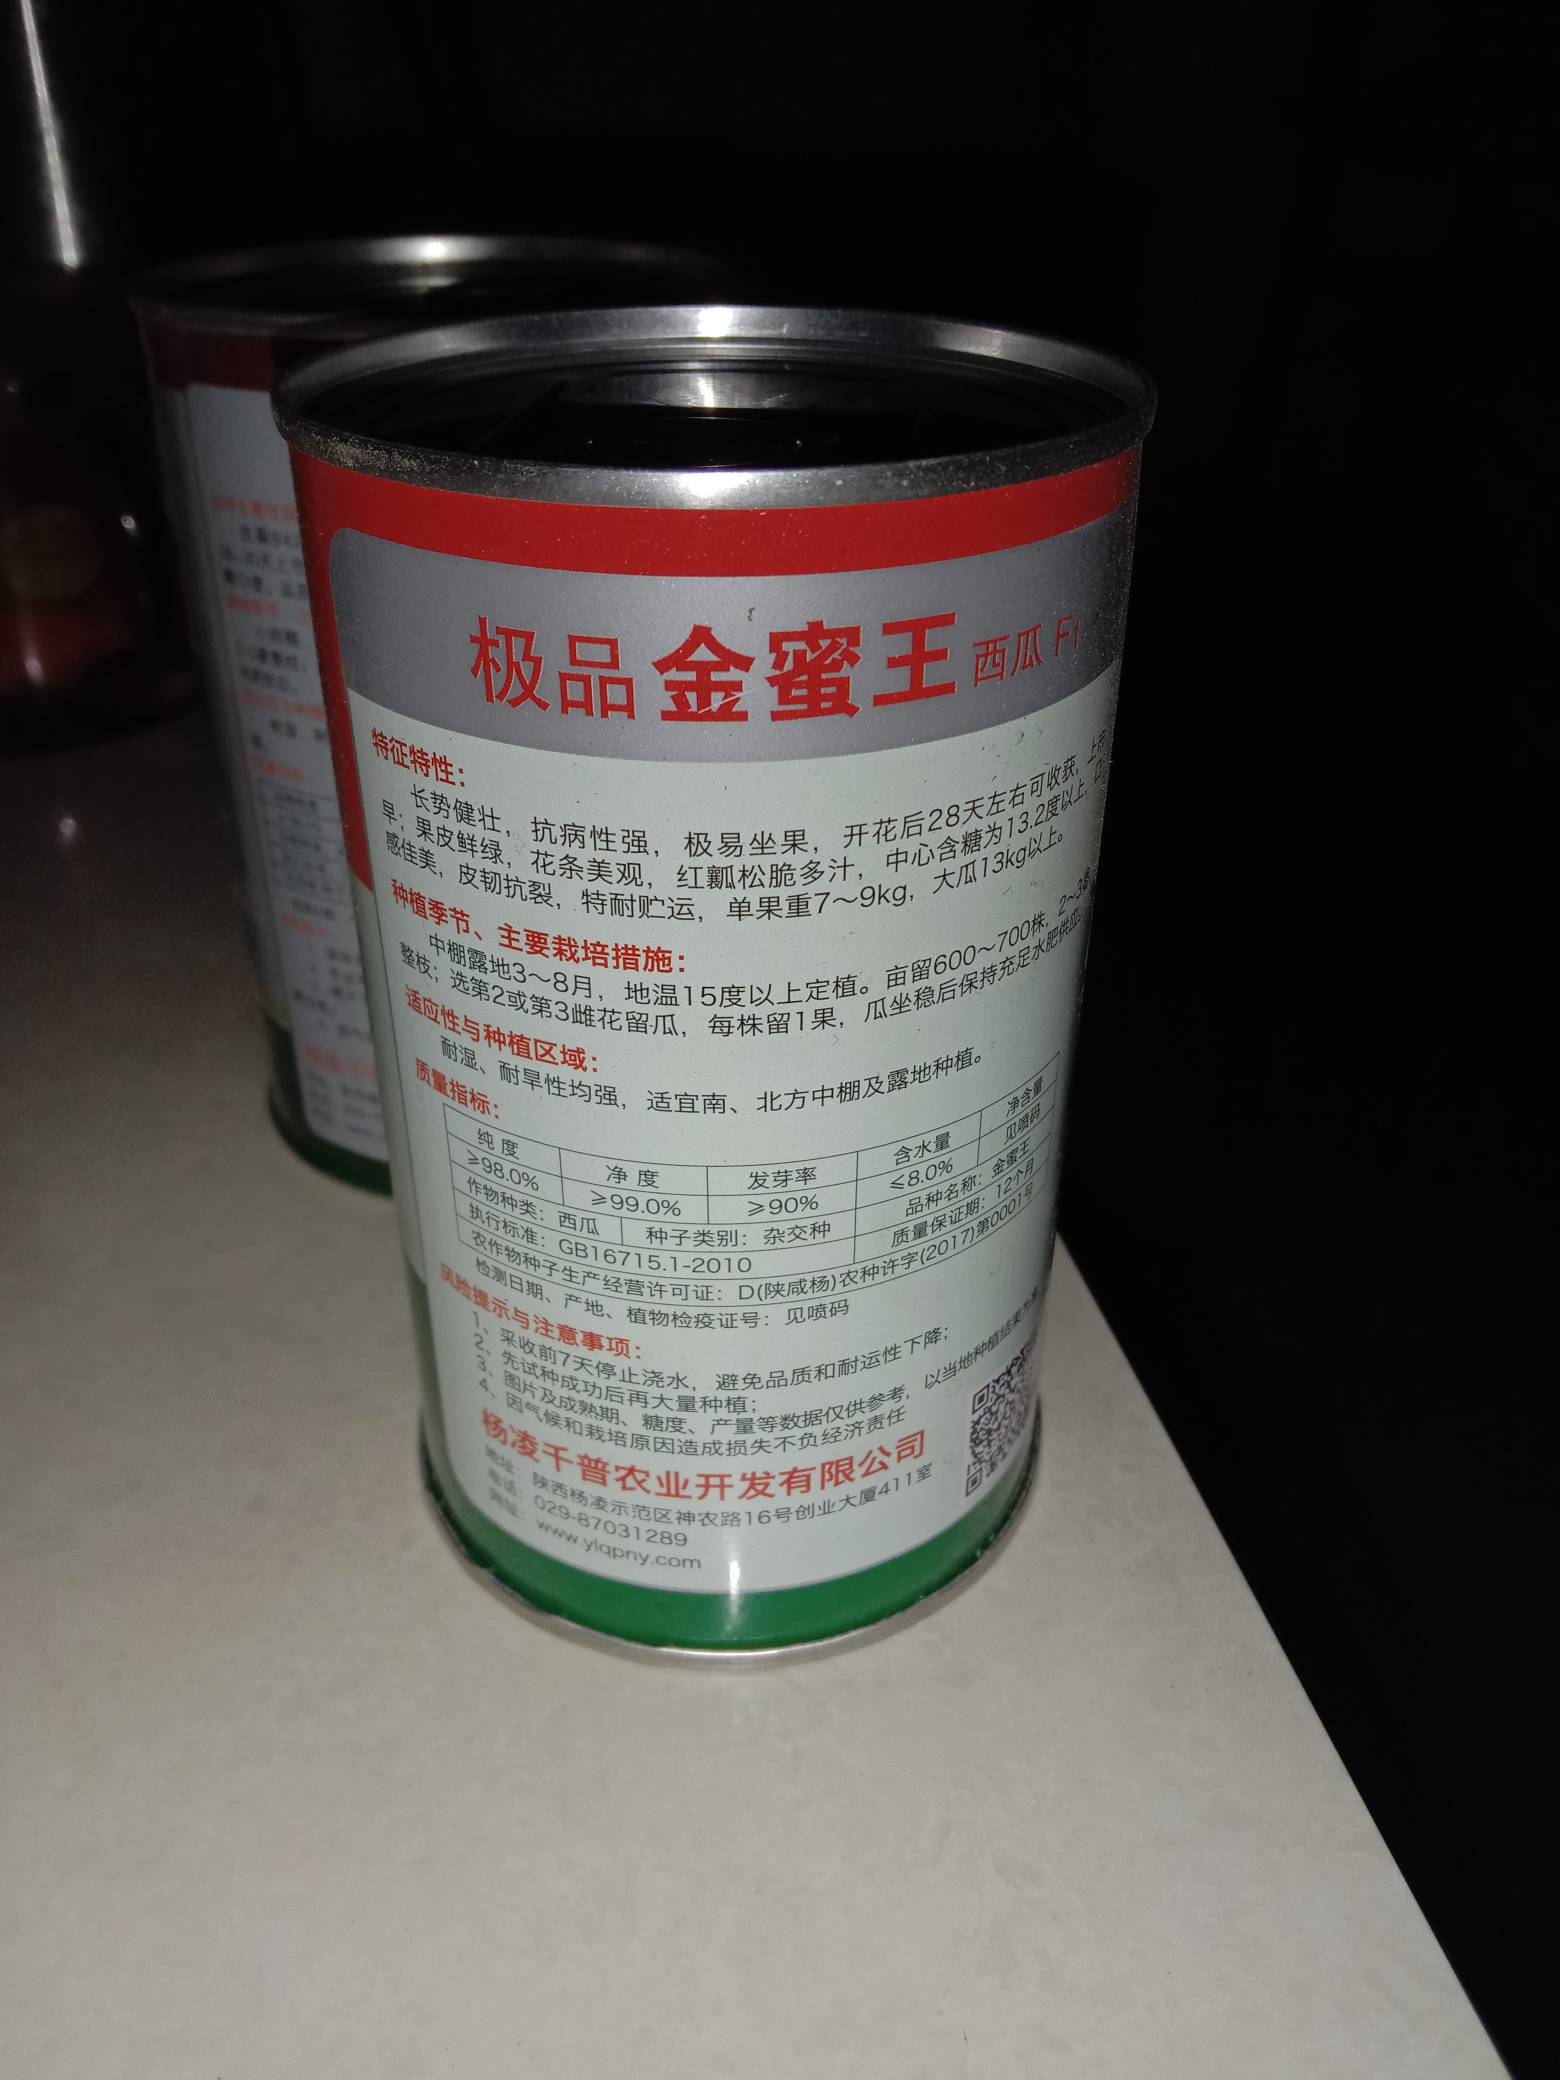 极品 金蜜王 西瓜 F1
特征特性：
长势健壮，抗病性强，极易坐果，开花后28天左右可收获，上市
早；果皮鲜绿，花条美观，红瓤松脆多汁，中心含糖为13.2度以上，口
感佳美，皮韧抗裂，特耐贮运，单果重7～9kg，大瓜13kg以上。
种植季节、主要栽培措施：
中棚露地3～8月，地温15度以上定植。亩留600～700株，2～3条
整枝；选第2或第3雌花留瓜，每株留1果，瓜坐稳后保持充足水肥供应。
适应性与种植区域：
耐湿、耐旱性均强，适宜南、北方中棚及露地种植。
质量指标：
纯 度 净 度 发芽率 含水量 净含量
≥98.0% ≥99.0% ≥90% ≤8.0% 见喷码
作物种类：西瓜 种子类别：杂交种 品种名称：金蜜王
执行标准：GB16715.1-2010 质量保证期：12个月
农作物种子生产经营许可证：D(陕咸杨)农种许字(2017)第0001号
检测日期、产地、植物检疫证号：见喷码
风险提示与注意事项：
1、采收前7天停止浇水，避免品质和耐运性下降；
2、先试种成功后再大量种植；
3、图片及成熟期、糖度、产量等数据仅供参考，以当地种植结果为准
4、因气候和栽培原因造成损失不负经济责任
杨凌千普农业开发有限公司
地址：陕西杨凌示范区神农路16号创业大厦411室
电话：029-87031289
网址：www.ylqpny.com